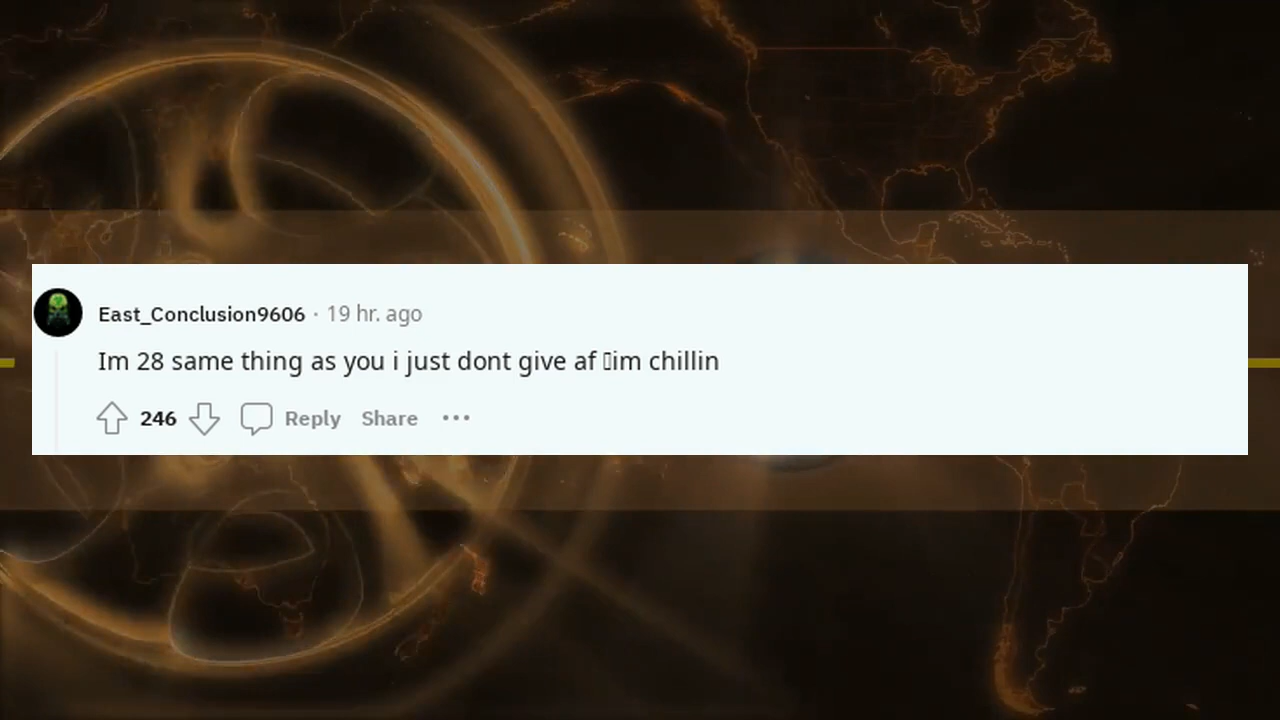 East_Conclusion9606 · 19 hr. ago
Im 28 same thing as you i just dont give af ▯im chillin
246 Reply Share ···